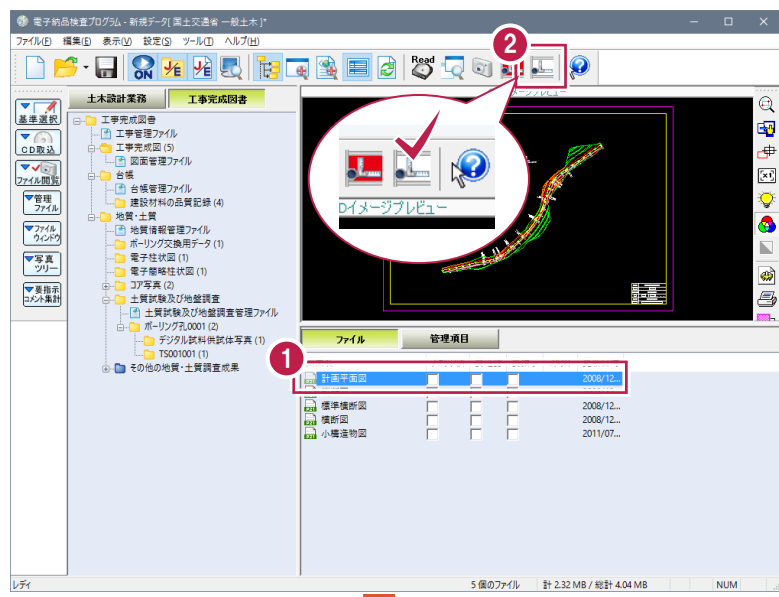 電子納品検査プログラム - 新規データ[ 国土交通省 一般土木 ]*
ファイル(F) 編集(E) 表示(V) 設定(S) ツール(T) ヘルプ(H)
2
ON
J/E
J/E
Read
基準選択
CD取込
ファイル閲覧
管理
ファイル
ファイル
ウィンドウ
写真
ツリー
要指示
コメント集計
土木設計業務 工事完成図書
工事完成図書
工事管理ファイル
工事完成図 (5)
図面管理ファイル
台帳
台帳管理ファイル
建設材料の品質記録 (4)
地質・土質
地質情報管理ファイル
ボーリング交換用データ (1)
電子柱状図 (1)
電子簡略柱状図 (1)
コア写真 (2)
土質試験及び地盤調査
土質試験及び地盤調査管理ファイル
ボーリング孔0001 (2)
デジタル試料供試体写真 (1)
TS001001 (1)
その他の地質・土質調査成果
メージプレビュー
Dイメージプレビュー
x1
ファイル 管理項目
1
計画平面図 2008/12...
標準横断図 2008/12...
横断図 2008/12...
小構造物図 2011/07...
レディ 5 個のファイル 計 2.32 MB / 総計 4.04 MB NUM